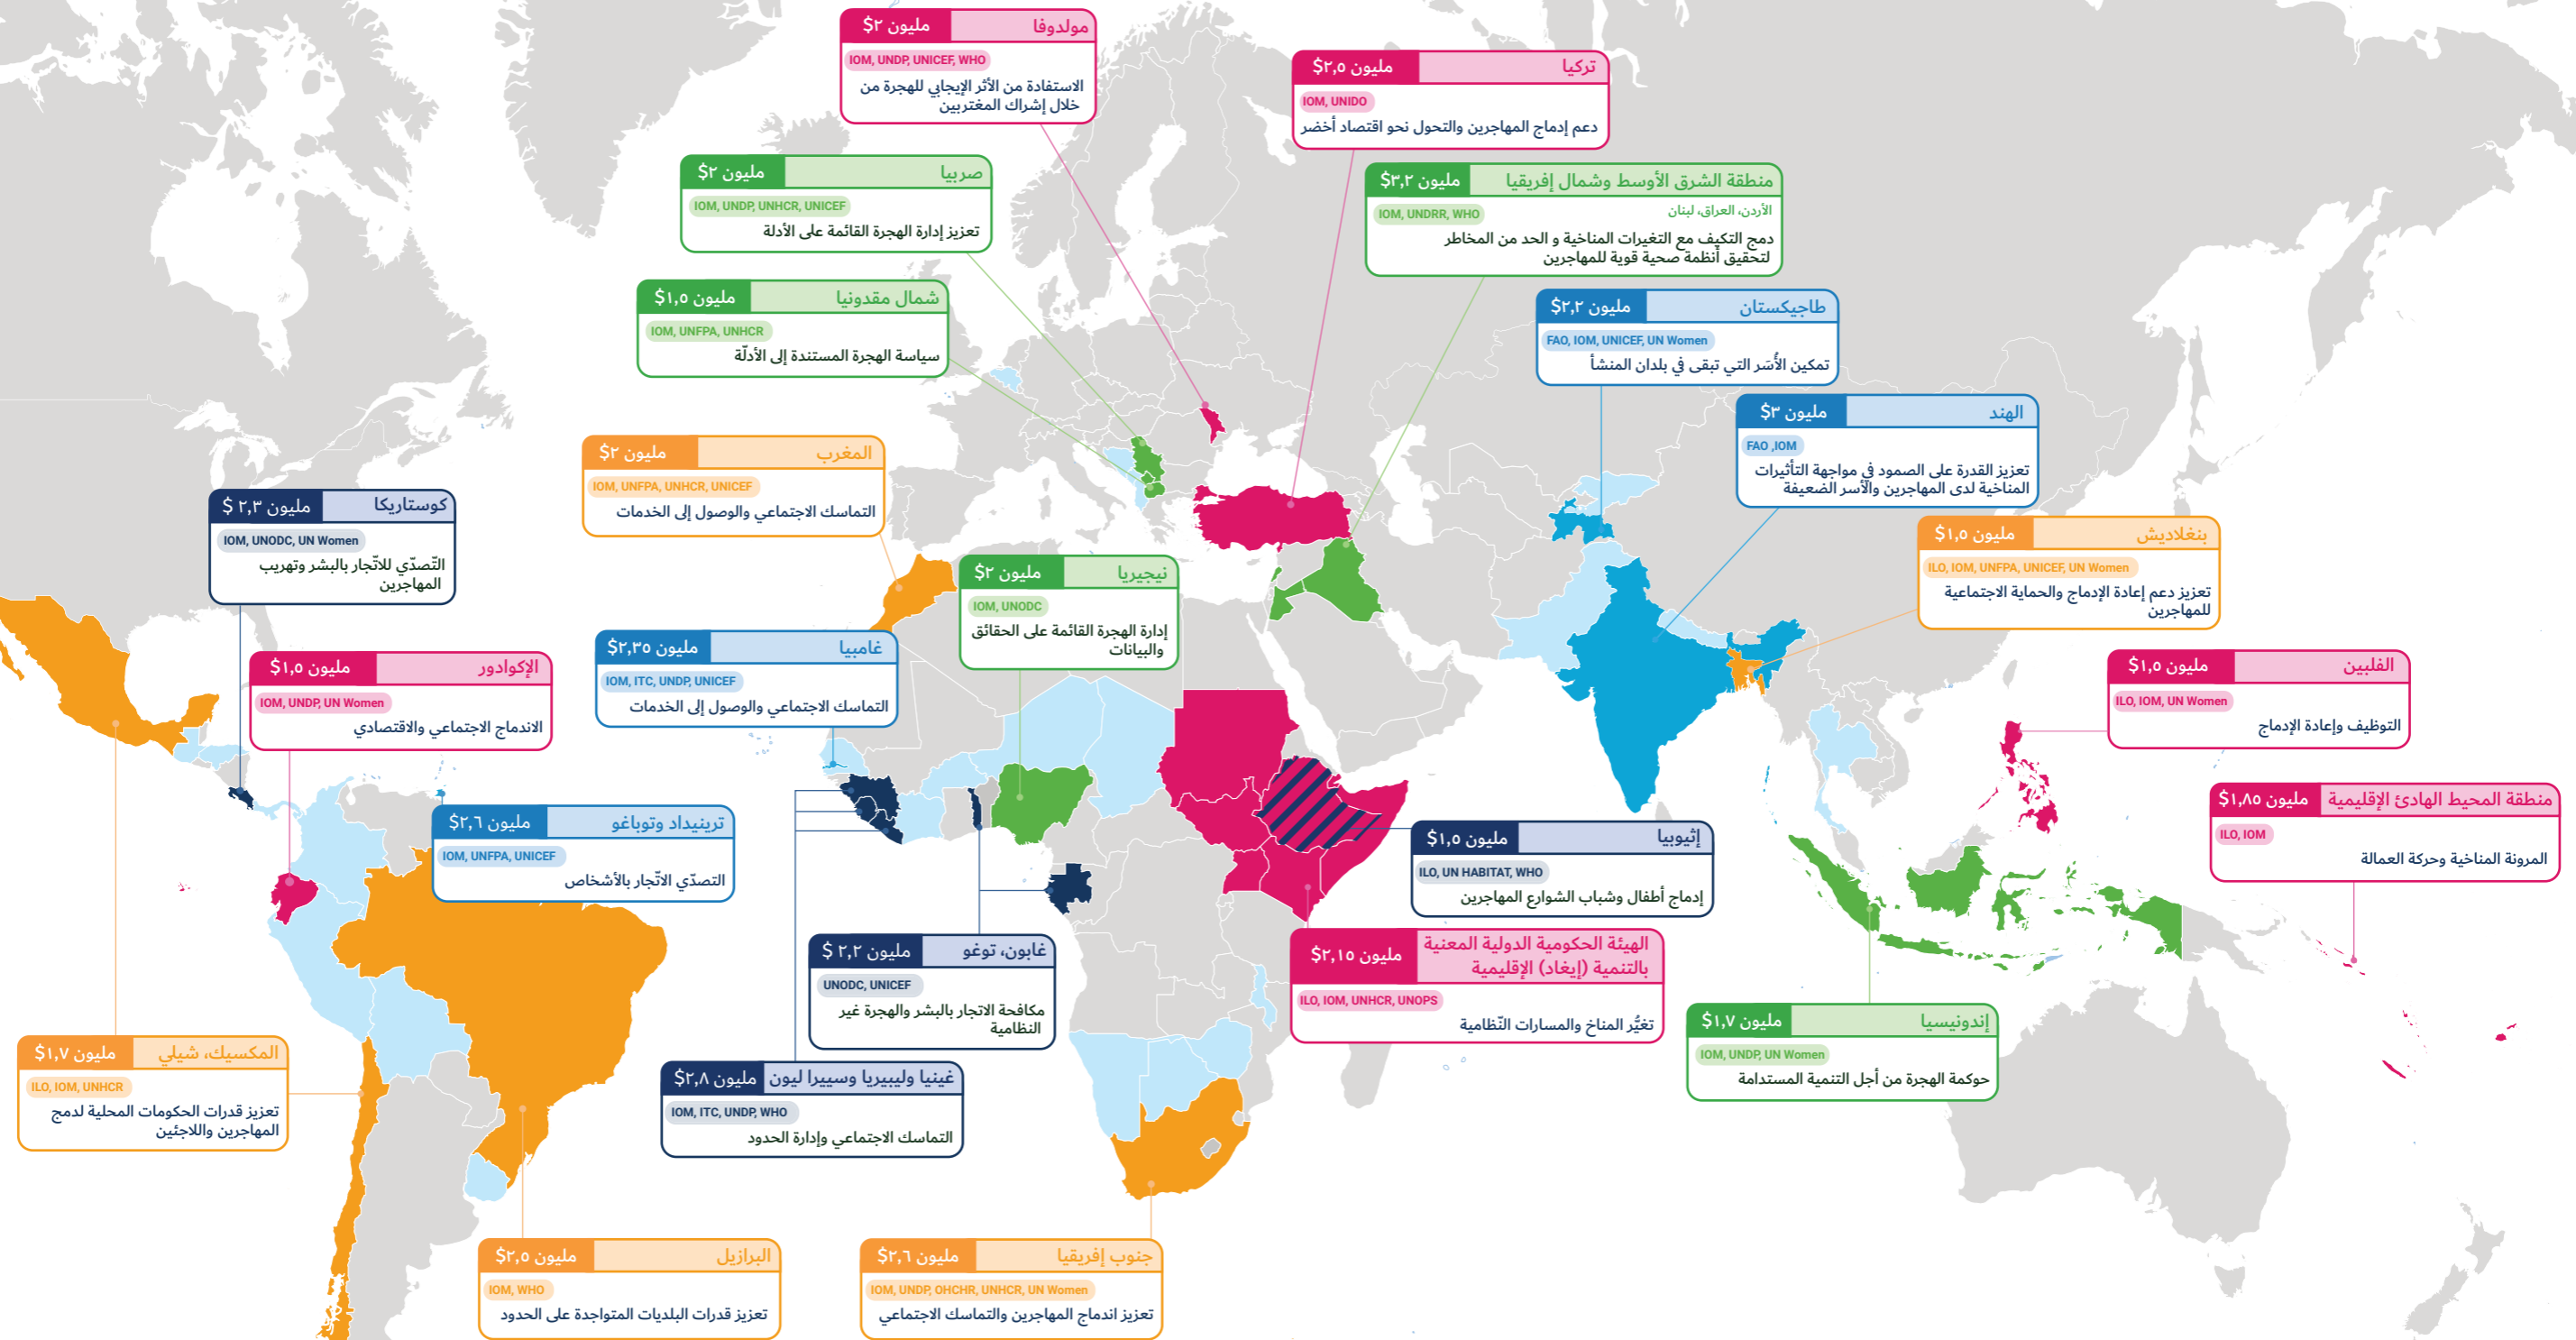 مولدوفا
مليون ٢$
IOM, UNDP, UNICEF, WHO
الاستفادة من الأثر الإيجابي للهجرة من
خلال إشراك المغتربين
تركيا
مليون ٢,٥$
IOM, UNIDO
دعم إدماج المهاجرين والتحول نحو اقتصاد أخضر
صربيا
مليون ٢$
IOM, UNDP, UNHCR, UNICEF
تعزيز إدارة الهجرة القائمة على الأدلة
منطقة الشرق الأوسط وشمال إفريقيا
مليون ٣,٢$
الأردن، العراق، لبنان
IOM, UNDRR, WHO
دمج التكيف مع التغيرات المناخية و الحد من المخاطر
لتحقيق أنظمة صحية قوية للمهاجرين
شمال مقدونيا
مليون ١,٥$
IOM, UNFPA, UNHCR
سياسة الهجرة المستندة إلى الأدلّة
طاجيكستان
مليون ٢,٢$
FAO, IOM, UNICEF, UN Women
تمكين الأُسَر التي تبقى في بلدان المنشأ
الهند
مليون ٣$
FAO ,IOM
تعزيز القدرة على الصمود في مواجهة التأثيرات
المناخية لدى المهاجرين والأسر الضعيفة
المغرب
مليون ٢$
IOM, UNFPA, UNHCR, UNICEF
التماسك الاجتماعي والوصول إلى الخدمات
كوستاريكا
مليون ٢,٣ $
IOM, UNODC, UN Women
التّصدّي للاتّجار بالبشر وتهريب
المهاجرين
بنغلاديش
مليون ١,٥$
ILO, IOM, UNFPA, UNICEF, UN Women
تعزيز دعم إعادة الإدماج والحماية الاجتماعية
للمهاجرين
نيجيريا
مليون ٢$
IOM, UNODC
إدارة الهجرة القائمة على الحقائق
والبيانات
غامبيا
مليون ٢,٣٥$
IOM, ITC, UNDP, UNICEF
التماسك الاجتماعي والوصول إلى الخدمات
الإكوادور
مليون ١,٥$
IOM, UNDP, UN Women
الاندماج الاجتماعي والاقتصادي
الفلبين
مليون ١,٥$
ILO, IOM, UN Women
التوظيف وإعادة الإدماج
منطقة المحيط الهادئ الإقليمية
مليون ١,٨٥$
ILO, IOM
المرونة المناخية وحركة العمالة
ترينيداد وتوباغو
مليون ٢,٦$
IOM, UNFPA, UNICEF
التصدّي الاتّجار بالأشخاص
إثيوبيا
مليون ١,٥$
ILO, UN HABITAT, WHO
إدماج أطفال وشباب الشوارع المهاجرين
غابون، توغو
مليون ٢,٢ $
UNODC, UNICEF
مكافحة الاتجار بالبشر والهجرة غير
النظامية
الهيئة الحكومية الدولية المعنية
بالتنمية (إيغاد) الإقليمية
مليون ٢,١٥$
ILO, IOM, UNHCR, UNOPS
تغيُّر المناخ والمسارات النّظامية
إندونيسيا
مليون ١,٧$
IOM, UNDP, UN Women
حوكمة الهجرة من أجل التنمية المستدامة
المكسيك، شيلي
مليون ١,٧$
ILO, IOM, UNHCR
تعزيز قدرات الحكومات المحلية لدمج
المهاجرين واللاجئين
غينيا وليبيريا وسييرا ليون
مليون ٢,٨$
IOM, ITC, UNDP, WHO
التماسك الاجتماعي وإدارة الحدود
البرازيل
مليون ٢,٥$
IOM, WHO
تعزيز قدرات البلديات المتواجدة على الحدود
جنوب إفريقيا
مليون ٢,٦$
IOM, UNDP, OHCHR, UNHCR, UN Women
تعزيز اندماج المهاجرين والتماسك الاجتماعي